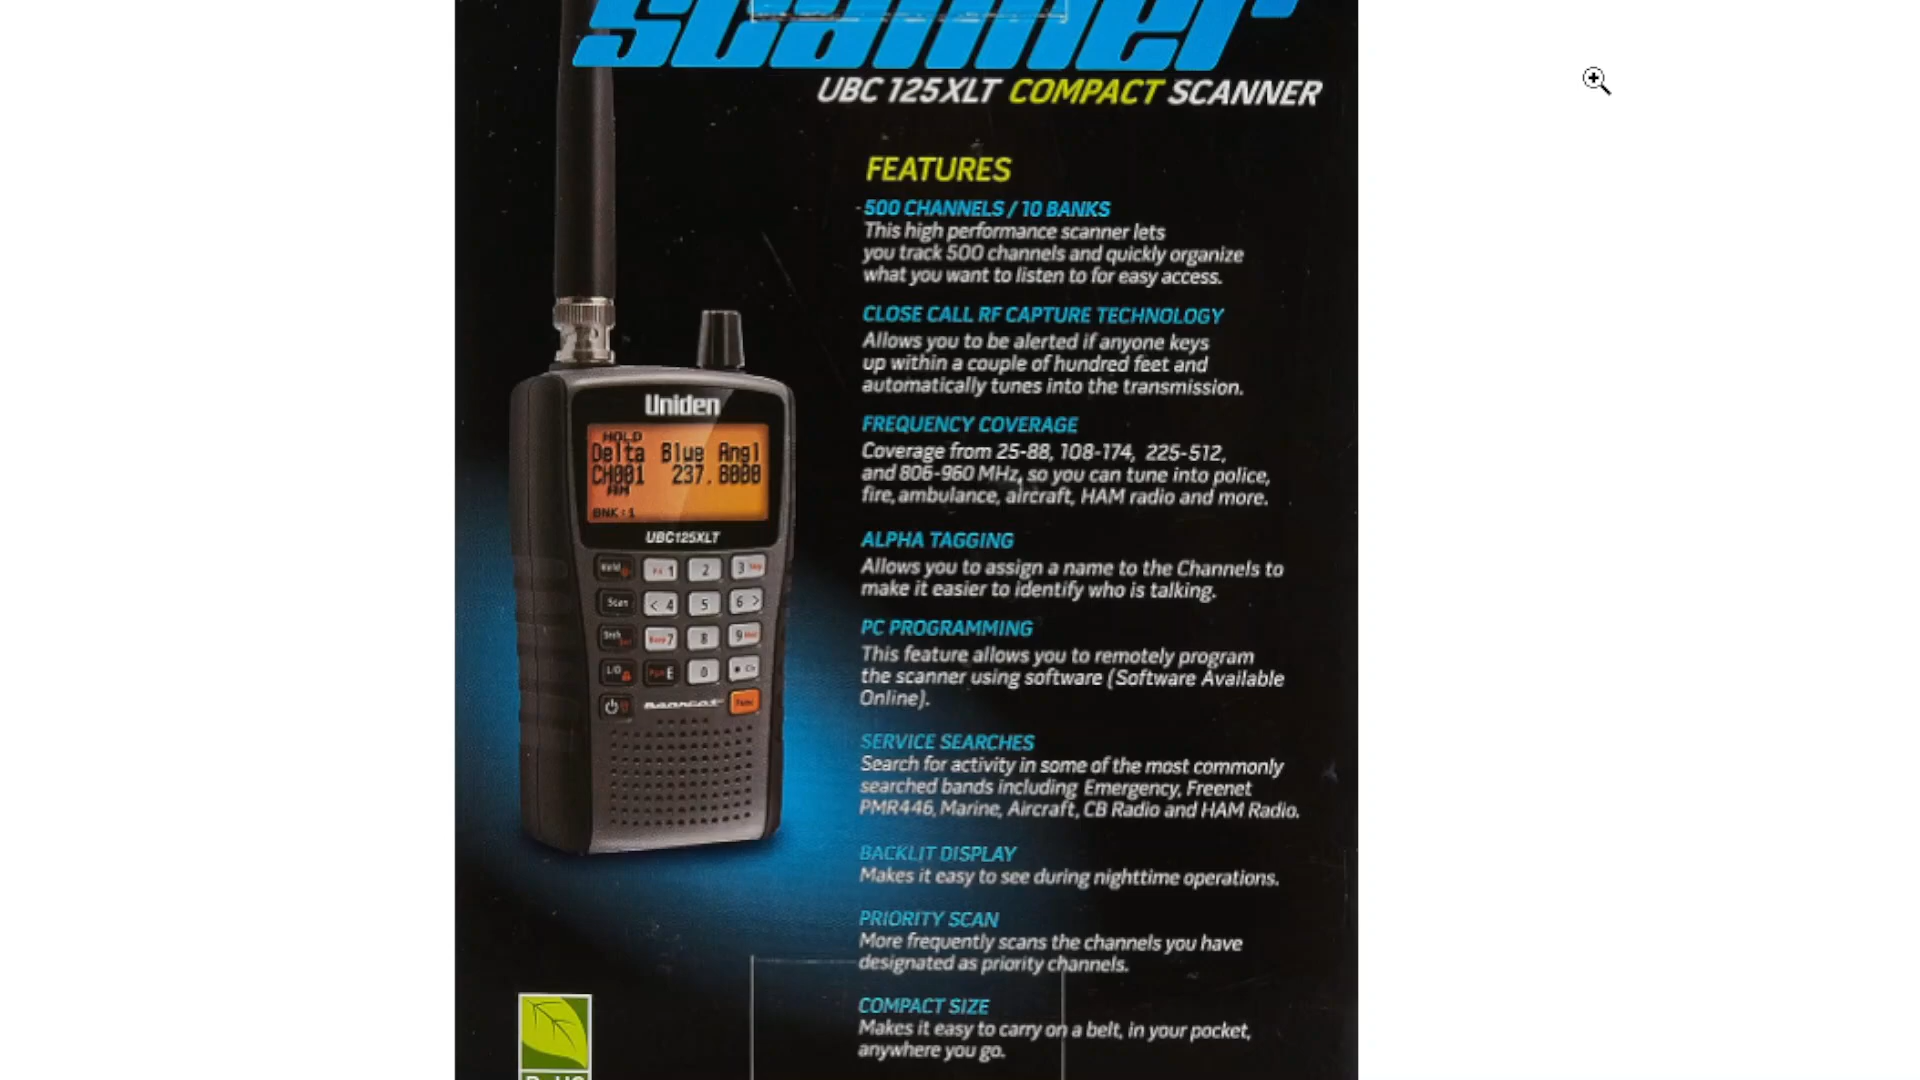 scanner
UBC 125XLT COMPACT SCANNER
FEATURES
500 CHANNELS / 10 BANKS
This high performance scanner lets
you track 500 channels and quickly organize
what you want to listen to for easy access.
CLOSE CALL RF CAPTURE TECHNOLOGY
Allows you to be alerted if anyone keys
up within a couple of hundred feet and
automatically tunes into the transmission.
FREQUENCY COVERAGE
Coverage from 25-88, 108-174, 225-512,
and 806-960 MHz, so you can tune into police,
fire, ambulance, aircraft, HAM radio and more.
ALPHA TAGGING
Allows you to assign a name to the Channels to
make it easier to identify who is talking.
PC PROGRAMMING
This feature allows you to remotely program
the scanner using software (Software Available
Online).
SERVICE SEARCHES
Search for activity in some of the most commonly
searched bands including Emergency, Freenet
PMR446, Marine, Aircraft, CB Radio and HAM Radio.
BACKLIT DISPLAY
Makes it easy to see during nighttime operations.
PRIORITY SCAN
More frequently scans the channels you have
designated as priority channels.
COMPACT SIZE
Makes it easy to carry on a belt, in your pocket,
anywhere you go.
Uniden
HOLD
Delta Blue Angl
CH001 237.8000
AM
BNK:1
UBC125XLT
Hold 1 2 3
Scan < 4 5 6 >
Srch 7 8 9
L/O E 0
bearcat Func
RoHS